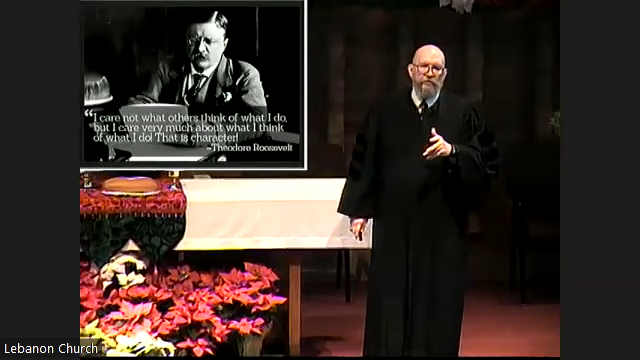 “I care not what others think of what I do,
but I care very much about what I think
of what I do! That is character!
~Theodore Roosevelt
Lebanon Church